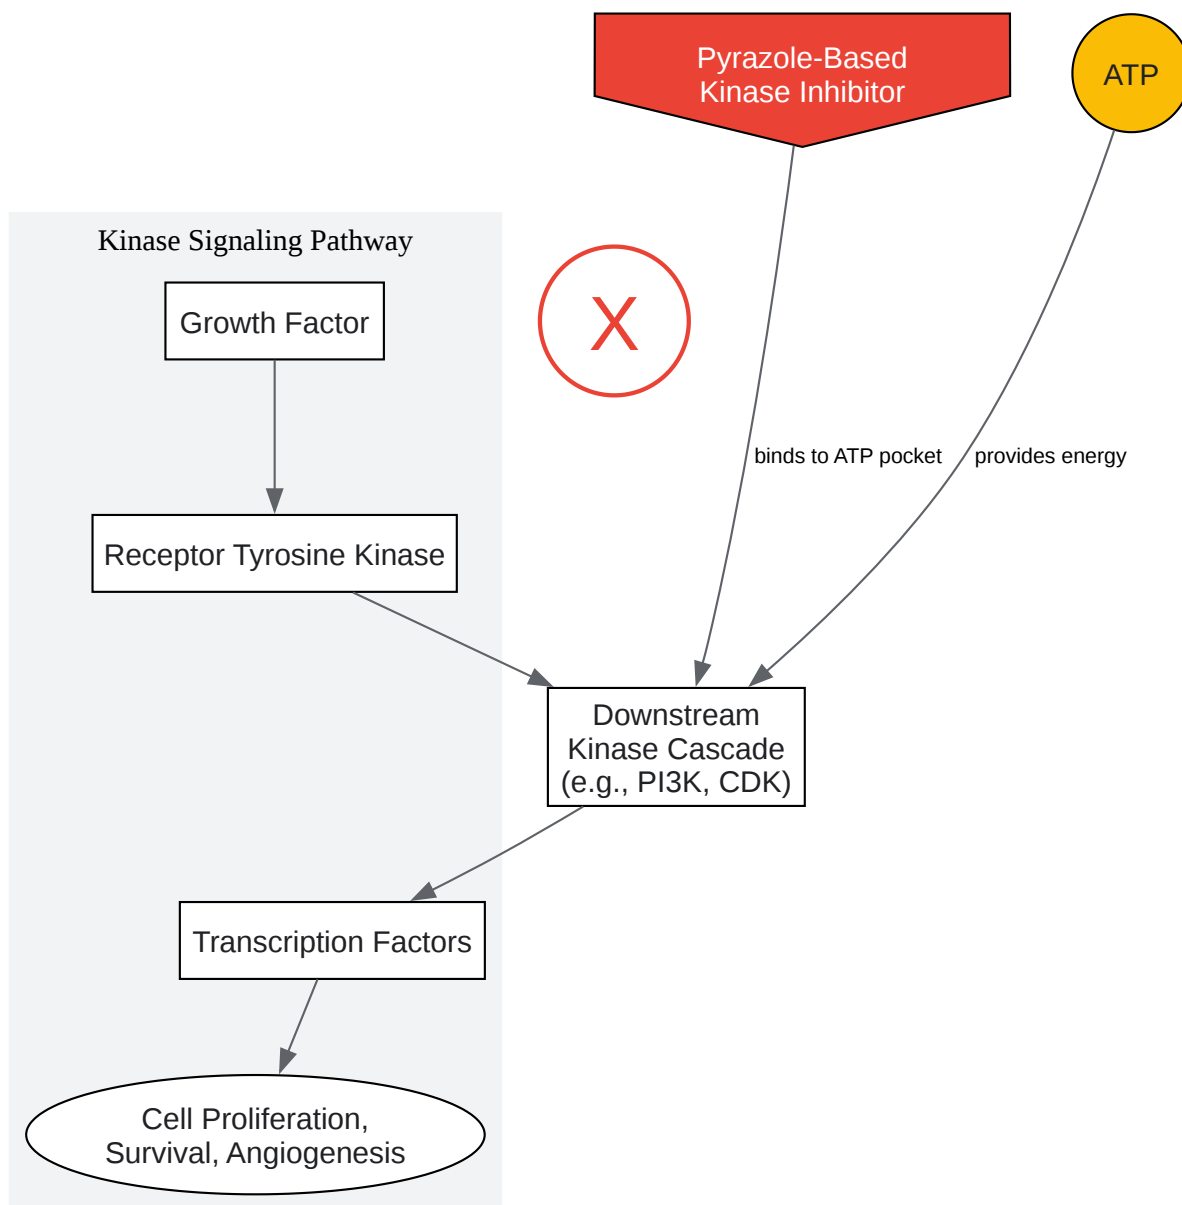 Pyrazole-Based
Kinase Inhibitor
ATP
Kinase Signaling Pathway
Growth Factor
X
binds to ATP pocket
provides energy
Receptor Tyrosine Kinase
Downstream
Kinase Cascade
(e.g., PI3K, CDK)
Transcription Factors
Cell Proliferation,
Survival, Angiogenesis